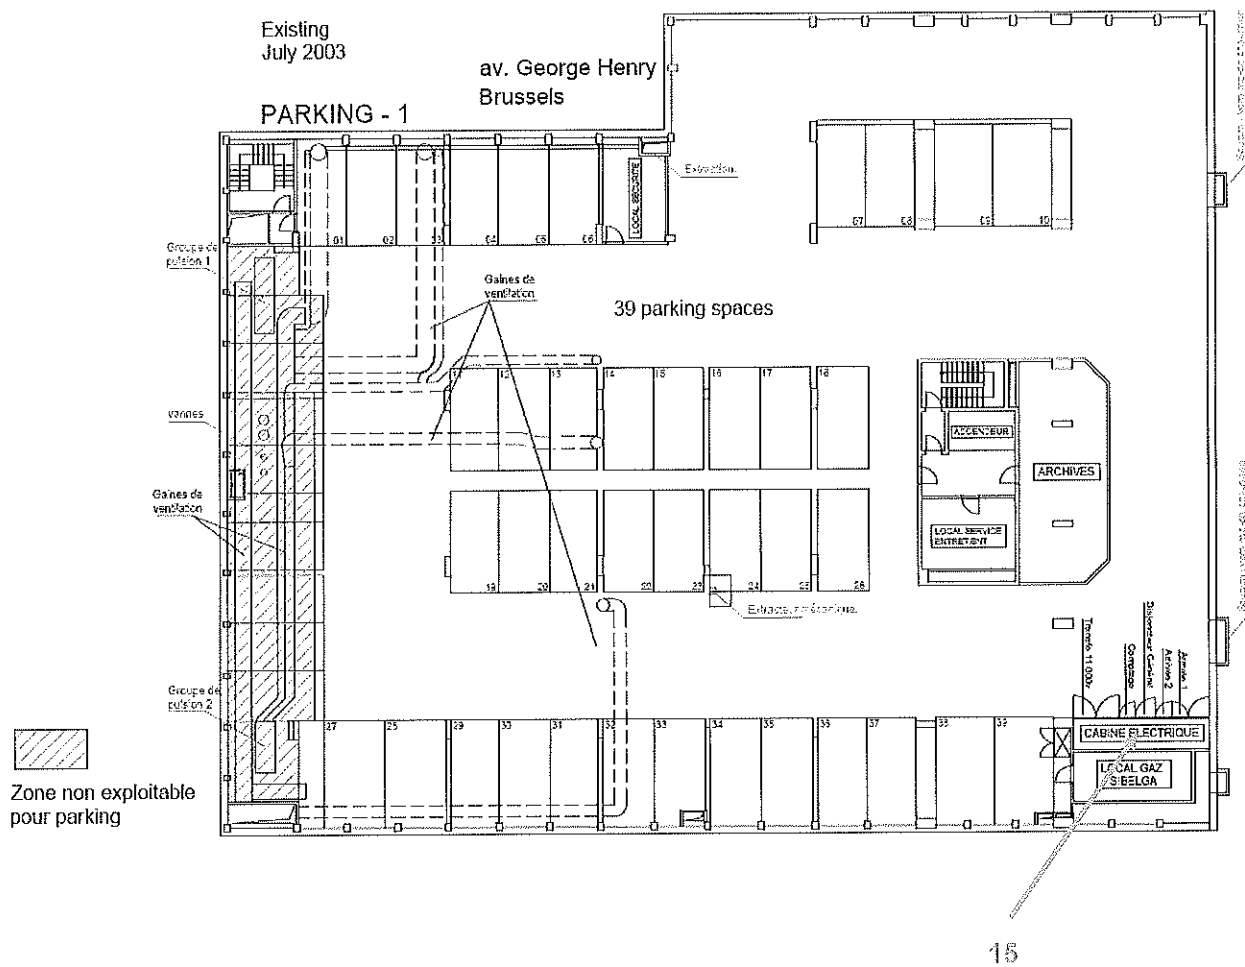 Existing
July 2003
av. George Henry
Brussels
PARKING - 1
LOCAL SECURITE
Extraction.
01
02
03
04
05
06
07
08
09
10
Groupe de
pulsion 1
Gaines de
ventilation
39 parking spaces
11
12
13
14
15
16
17
18
vannes
ASCENDEUR
ARCHIVES
Gaines de
ventilation
LOCAL SERVICE
ENTRETIENT
19
20
21
22
23
24
25
26
Extracteur mécanique.
Transfo 11.000v
Comptage
Disjoncteur Général
Arrivée 2
Arrivée 1
Groupe de
pulsion 2
27
28
29
30
31
32
33
34
35
36
37
38
39
CABINE ELECTRIQUE
LOCAL GAZ
SIBELGA
Zone non exploitable
pour parking
15